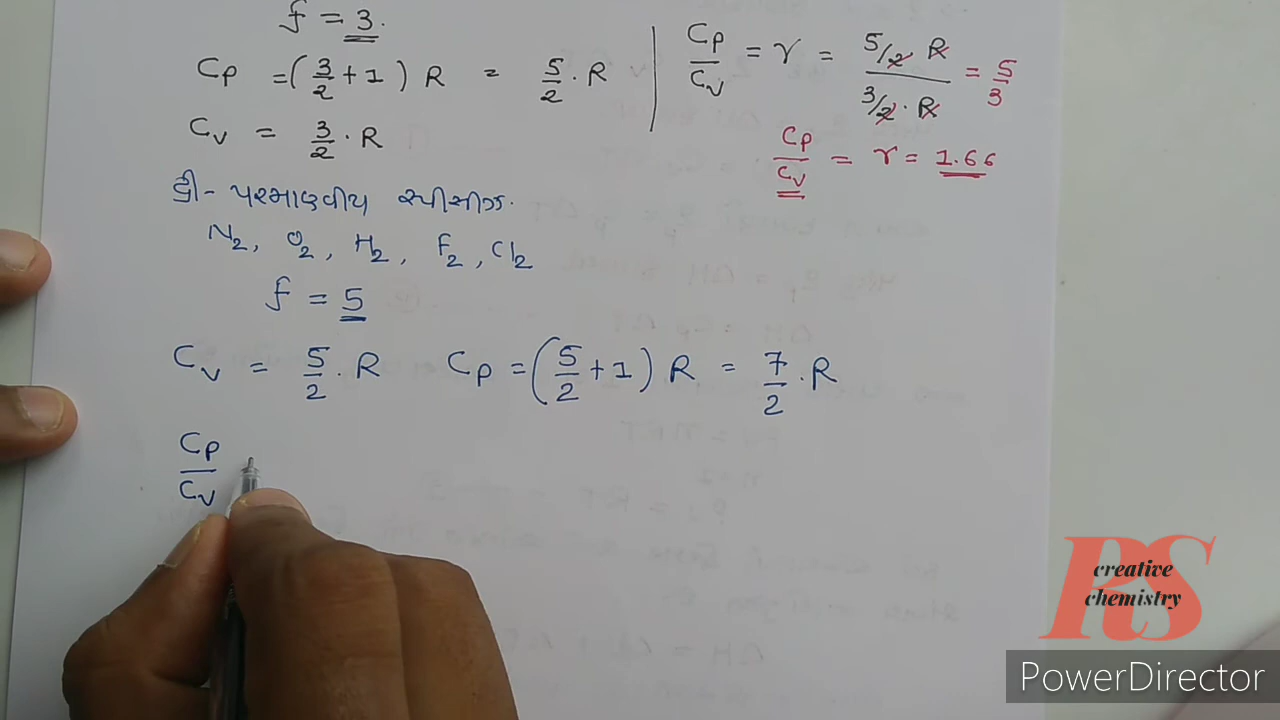 f = 3.
Cp = (3/2 + 1) R = 5/2 . R
Cv = 3/2 . R
Cp/Cv = γ = 5/2 R / 3/2 . R = 5/3
Cp/Cv = γ = 1.66
દ્રી - પરમાણ્વીય સ્પીસીઝ.
N₂, O₂, H₂, F₂, Cl₂
f = 5
Cv = 5/2 . R Cp = (5/2 + 1) R = 7/2 . R
Cp/Cv
RS
creative
chemistry
PowerDirector